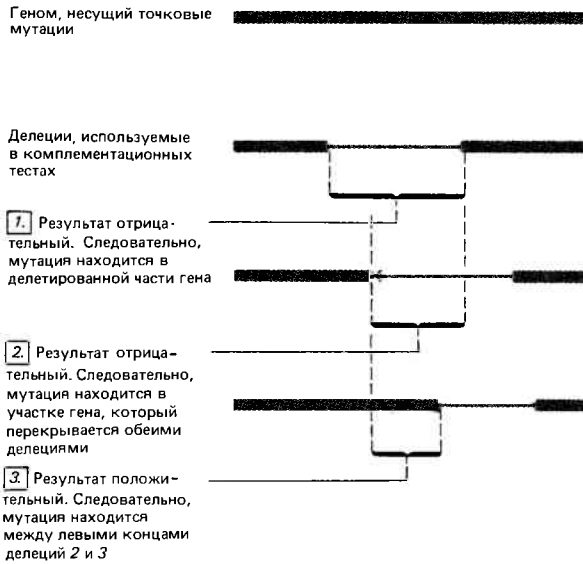 Геном, несущий точковые
мутации
Делеции, используемые
в комплементационных
тестах
1. Результат отрица-
тельный. Следовательно,
мутация находится в
делетированной части гена
2. Результат отрица-
тельный. Следовательно,
мутация находится в
участке гена, который
перекрывается обеими
делециями
3. Результат положи-
тельный. Следовательно,
мутация находится
между левыми концами
делеций 2 и 3